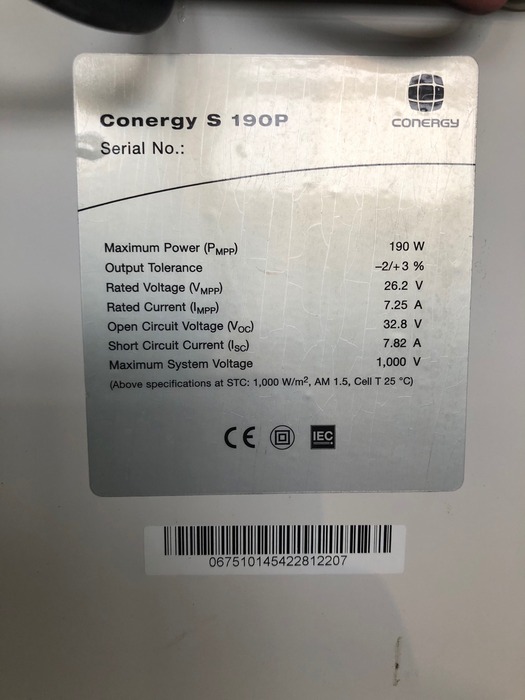 Conergy S 190P
CONERGY
Serial No.:
Maximum Power (PMPP) 190 W
Output Tolerance –2/+3 %
Rated Voltage (VMPP) 26.2 V
Rated Current (IMPP) 7.25 A
Open Circuit Voltage (VOC) 32.8 V
Short Circuit Current (ISC) 7.82 A
Maximum System Voltage 1,000 V
(Above specifications at STC: 1,000 W/m², AM 1.5, Cell T 25 °C)
CE IEC
067510145422812207